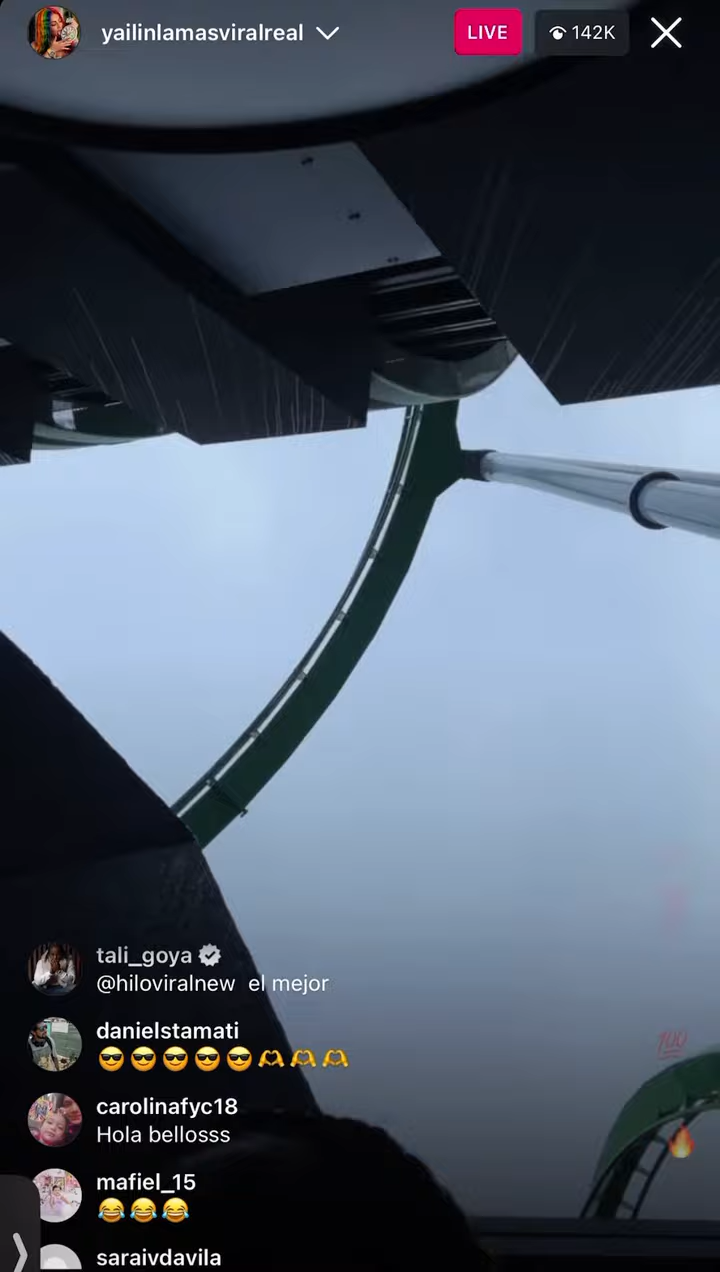 yailinlamasviralreal
LIVE
142K
tali_goya
@hiloviralnew el mejor
danielstamati
😎😎😎😎😎🫶🫶🫶
carolinafyc18
Hola bellosss
mafiel_15
😂😂😂
saraivdavila
💯
🔥